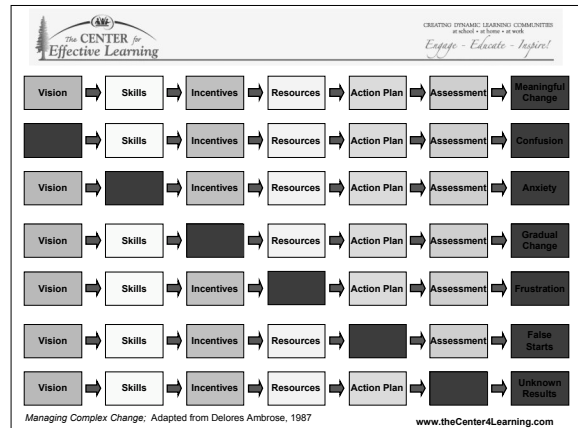 The CENTER for
Effective Learning
CREATING DYNAMIC LEARNING COMMUNITIES
at school • at home • at work
Engage - Educate - Inspire!
Vision Skills Incentives Resources Action Plan Assessment Meaningful
Change
Skills Incentives Resources Action Plan Assessment Confusion
Vision Incentives Resources Action Plan Assessment Anxiety
Vision Skills Resources Action Plan Assessment Gradual
Change
Vision Skills Incentives Action Plan Assessment Frustration
Vision Skills Incentives Resources Assessment False
Starts
Vision Skills Incentives Resources Action Plan Unknown
Results
Managing Complex Change; Adapted from Delores Ambrose, 1987
www.theCenter4Learning.com